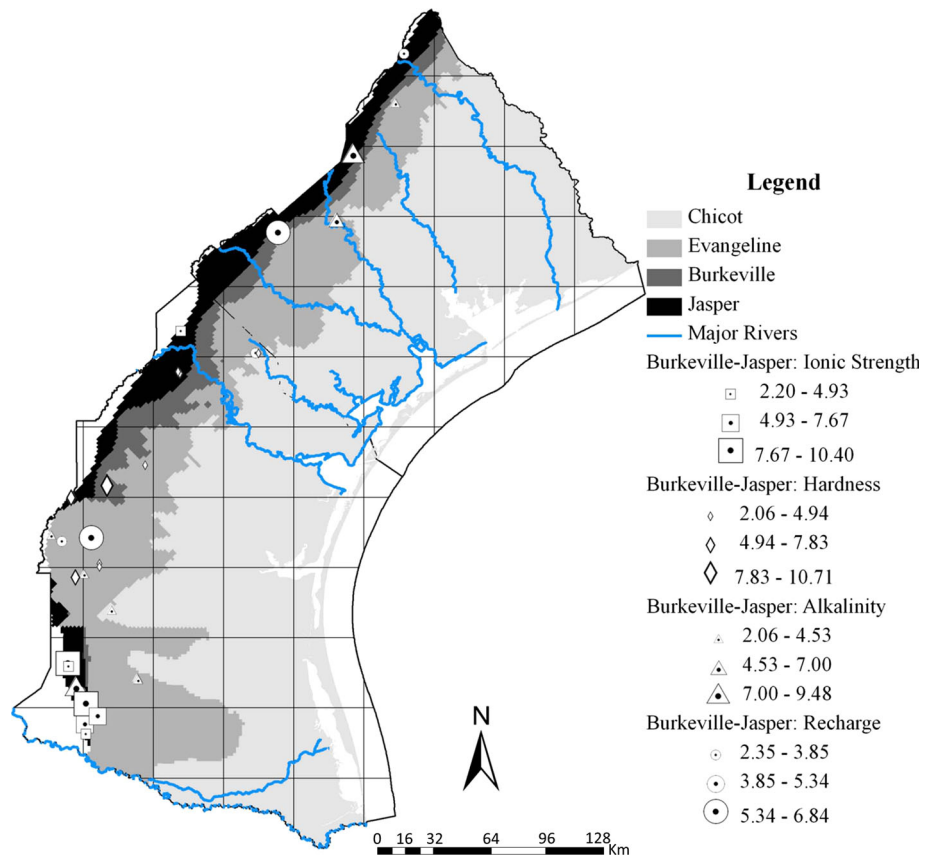 Legend
Chicot
Evangeline
Burkeville
Jasper
Major Rivers
Burkeville-Jasper: Ionic Strength
2.20 - 4.93
4.93 - 7.67
7.67 - 10.40
Burkeville-Jasper: Hardness
2.06 - 4.94
4.94 - 7.83
7.83 - 10.71
Burkeville-Jasper: Alkalinity
2.06 - 4.53
4.53 - 7.00
7.00 - 9.48
Burkeville-Jasper: Recharge
2.35 - 3.85
3.85 - 5.34
5.34 - 6.84
N
0 16 32 64 96 128
Km